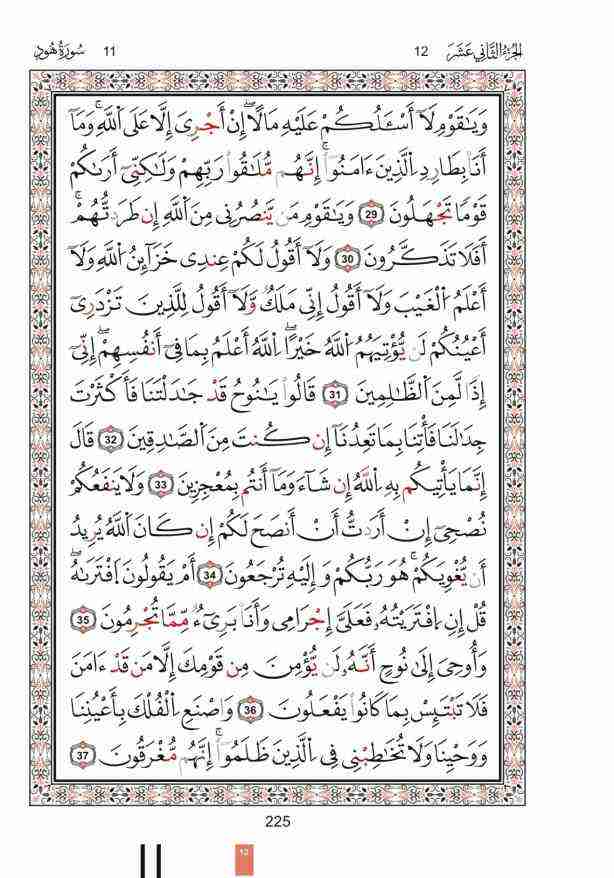 سُورَةُ هُودٍ 11 12 الجُزءُ الثَّانِي عَشَرَ
وَيَٰقَوْمِ لَآ أَسْـَٔلُكُمْ عَلَيْهِ مَالًاۖ إِنْ أَجْرِىَ إِلَّا عَلَى ٱللَّهِۚ وَمَآ
أَنَا۠ بِطَارِدِ ٱلَّذِينَ ءَامَنُوٓا۟ۚ إِنَّهُم مُّلَٰقُوا۟ رَبِّهِمْ وَلَٰكِنِّىٓ أَرَىٰكُمْ
قَوْمًا تَجْهَلُونَ 29 وَيَٰقَوْمِ مَن يَنصُرُنِى مِنَ ٱللَّهِ إِن طَرَدتُّهُمْۚ
أَفَلَا تَذَكَّرُونَ 30 وَلَآ أَقُولُ لَكُمْ عِندِى خَزَآئِنُ ٱللَّهِ وَلَآ
أَعْلَمُ ٱلْغَيْبَ وَلَآ أَقُولُ إِنِّى مَلَكٌ وَلَآ أَقُولُ لِلَّذِينَ تَزْدَرِىٓ
أَعْيُنُكُمْ لَن يُؤْتِيَهُمُ ٱللَّهُ خَيْرًاۖ ٱللَّهُ أَعْلَمُ بِمَا فِىٓ أَنفُسِهِمْۖ إِنِّىٓ
إِذًا لَّمِنَ ٱلظَّٰلِمِينَ 31 قَالُوا۟ يَٰنُوحُ قَدْ جَٰدَلْتَنَا فَأَكْثَرْتَ
جِدَٰلَنَا فَأْتِنَا بِمَا تَعِدُنَآ إِن كُنتَ مِنَ ٱلصَّٰدِقِينَ 32 قَالَ
إِنَّمَا يَأْتِيكُم بِهِ ٱللَّهُ إِن شَآءَ وَمَآ أَنتُم بِمُعْجِزِينَ 33 وَلَا يَنفَعُكُمْ
نُصْحِىٓ إِنْ أَرَدتُّ أَنْ أَنصَحَ لَكُمْ إِن كَانَ ٱللَّهُ يُرِيدُ
أَن يُغْوِيَكُمْۚ هُوَ رَبُّكُمْ وَإِلَيْهِ تُرْجَعُونَ 34 أَمْ يَقُولُونَ ٱفْتَرَىٰهُۖ
قُلْ إِنِ ٱفْتَرَيْتُهُۥ فَعَلَىَّ إِجْرَامِى وَأَنَا۠ بَرِىٓءٌ مِّمَّا تُجْرِمُونَ 35
وَأُوحِىَ إِلَىٰ نُوحٍ أَنَّهُۥ لَن يُؤْمِنَ مِن قَوْمِكَ إِلَّا مَن قَدْ ءَامَنَ
فَلَا تَبْتَئِسْ بِمَا كَانُوا۟ يَفْعَلُونَ 36 وَٱصْنَعِ ٱلْفُلْكَ بِأَعْيُنِنَا
وَوَحْيِنَا وَلَا تُخَٰطِبْنِى فِى ٱلَّذِينَ ظَلَمُوٓا۟ۚ إِنَّهُم مُّغْرَقُونَ 37
225
12